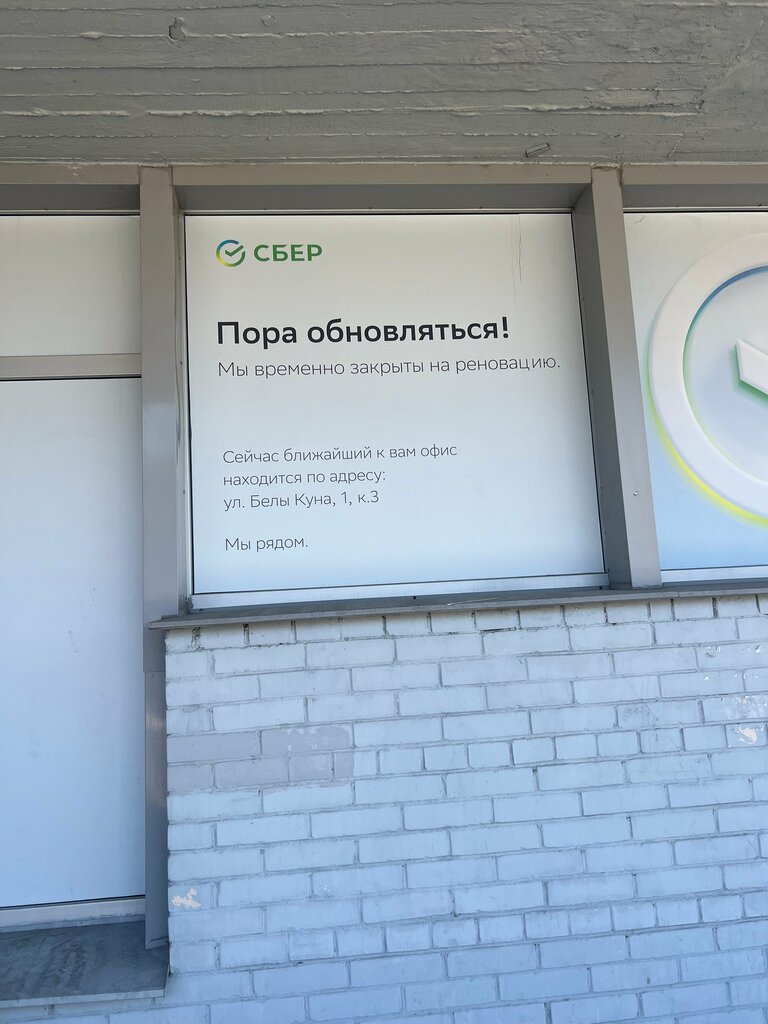 СБЕР
Пора обновляться!
Мы временно закрыты на реновацию.
Сейчас ближайший к вам офис
находится по адресу:
ул. Белы Куна, 1, к.3
Мы рядом.